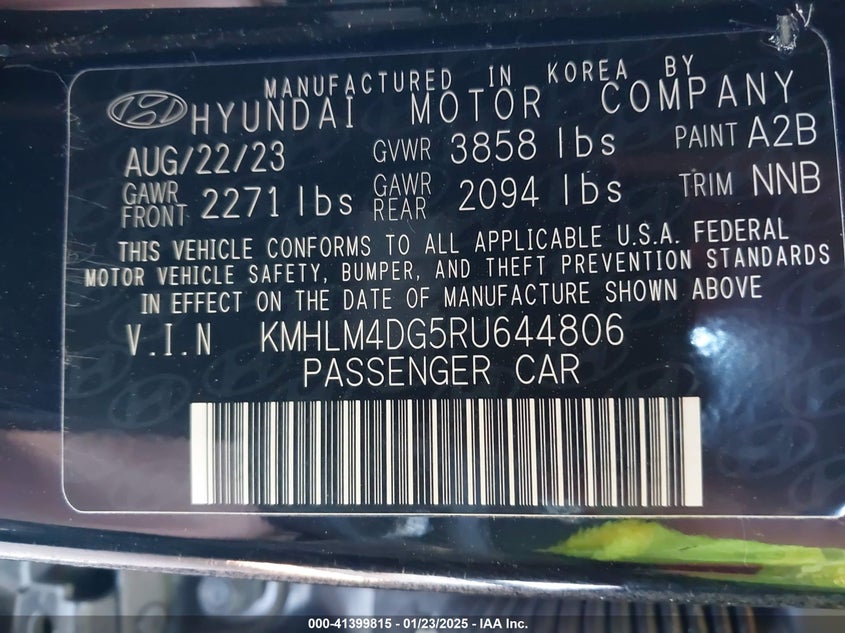 MANUFACTURED IN KOREA BY
HYUNDAI MOTOR COMPANY
AUG/22/23 GVWR 3858 lbs PAINT A2B
GAWR FRONT 2271 lbs GAWR REAR 2094 lbs TRIM NNB
THIS VEHICLE CONFORMS TO ALL APPLICABLE U.S.A. FEDERAL
MOTOR VEHICLE SAFETY, BUMPER, AND THEFT PREVENTION STANDARDS
IN EFFECT ON THE DATE OF MANUFACTURE SHOWN ABOVE
V.I.N KMHLM4DG5RU644806
PASSENGER CAR
000-41399815 - 01/23/2025 - IAA Inc.